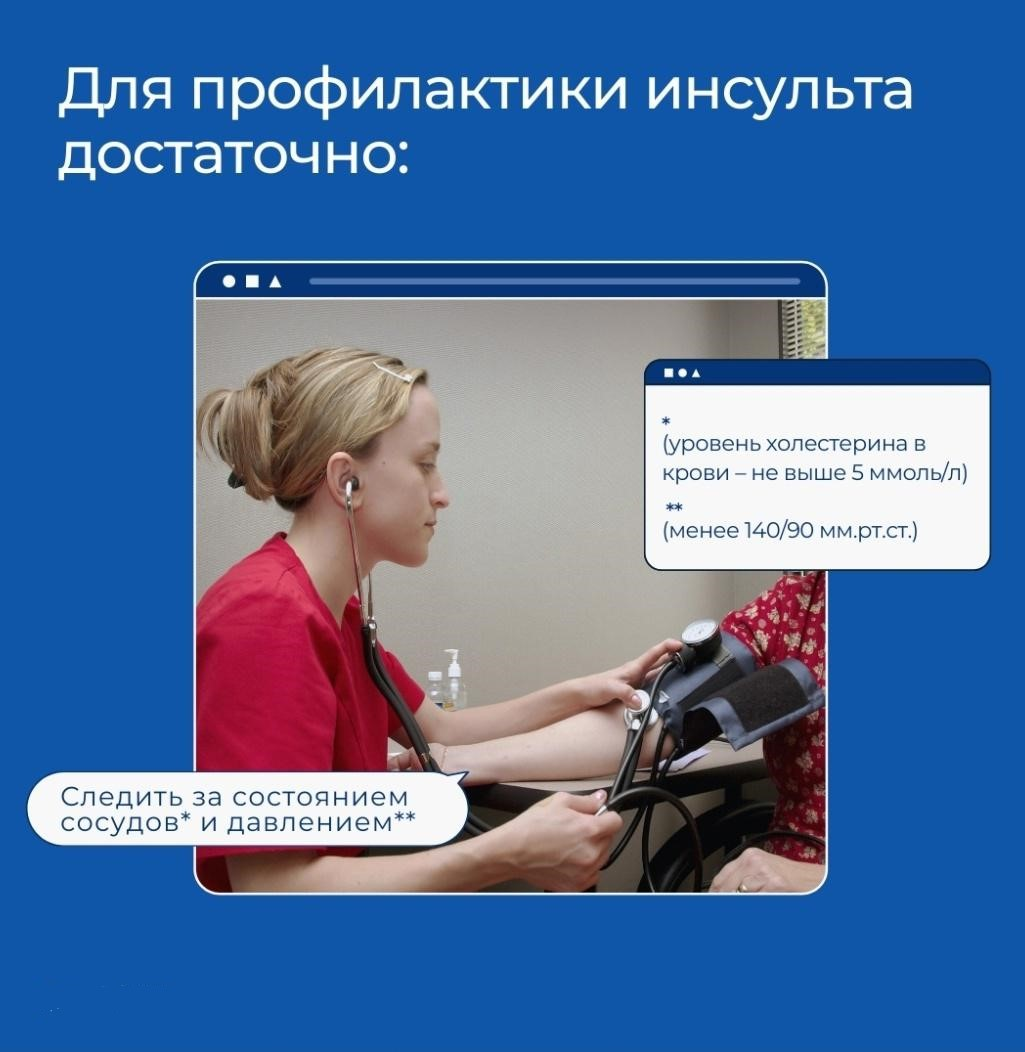 Для профилактики инсульта
достаточно:
*
(уровень холестерина в
крови – не выше 5 ммоль/л)
**
(менее 140/90 мм.рт.ст.)
Следить за состоянием
сосудов* и давлением**